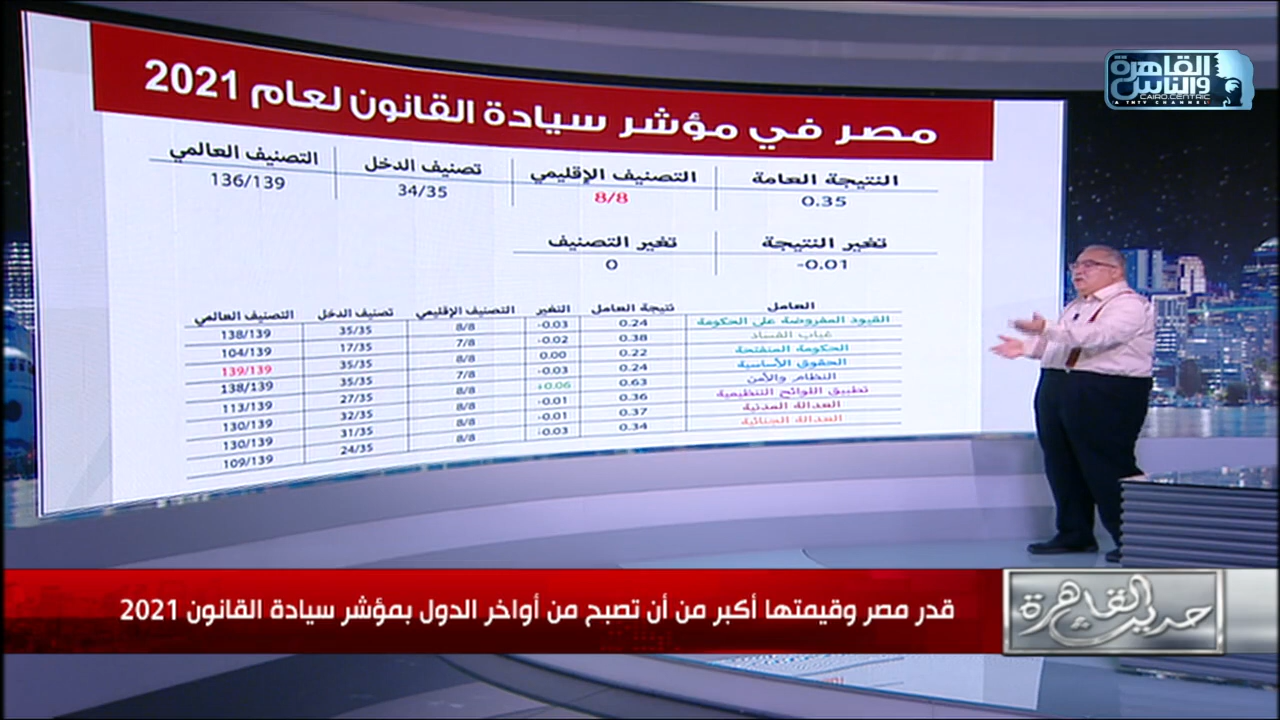 القاهرة
والناس
CAIRO.CENTRIC
A TNTV CHANNEL
مصر في مؤشر سيادة القانون لعام 2021
النتيجة العامة التصنيف الإقليمي تصنيف الدخل التصنيف العالمي
0.35 8/8 34/35 136/139
تغير النتيجة تغير التصنيف
-0.01 0
العامل نتيجة العامل التغير التصنيف الإقليمي تصنيف الدخل التصنيف العالمي
القيود المفروضة على الحكومة 0.24 -0.03 8/8 35/35 138/139
غياب الفساد 0.38 -0.02 7/8 17/35 104/139
الحكومة المنفتحة 0.22 0.00 8/8 35/35 139/139
الحقوق الأساسية 0.24 -0.03 7/8 35/35 138/139
النظام والأمن 0.63 +0.06 8/8 27/35 113/139
تطبيق اللوائح التنظيمية 0.36 -0.01 8/8 32/35 130/139
العدالة المدنية 0.37 -0.01 8/8 31/35 130/139
العدالة الجنائية 0.34 -0.03 8/8 24/35 109/139
قدر مصر وقيمتها أكبر من أن تصبح من أواخر الدول بمؤشر سيادة القانون 2021
حديث القاهرة